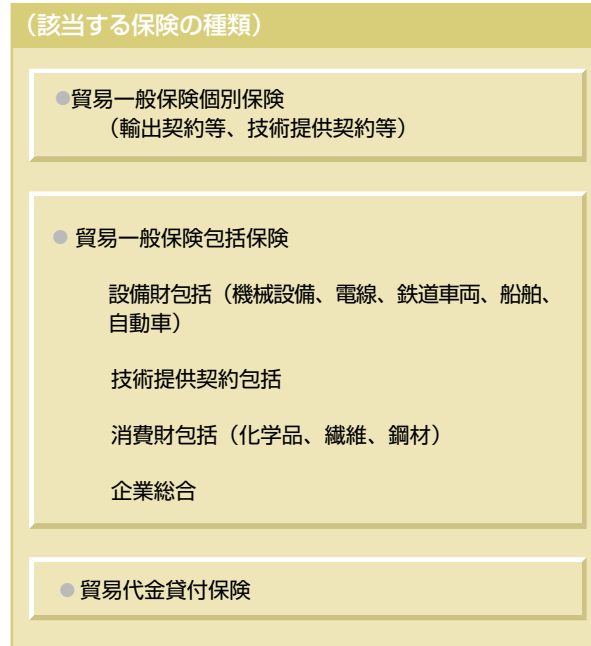 （該当する保険の種類）
●貿易一般保険個別保険
（輸出契約等、技術提供契約等）
● 貿易一般保険包括保険
設備財包括（機械設備、電線、鉄道車両、船舶、
自動車）
技術提供契約包括
消費財包括（化学品、繊維、鋼材）
企業総合
● 貿易代金貸付保険